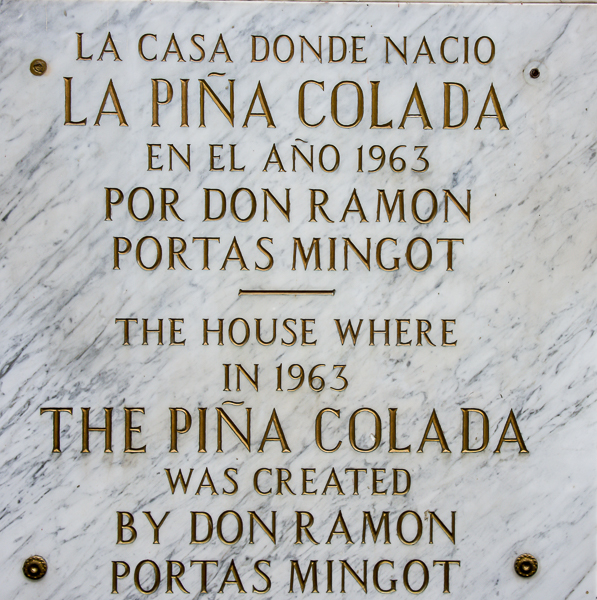 LA CASA DONDE NACIO
LA PIÑA COLADA
EN EL AÑO 1963
POR DON RAMON
PORTAS MINGOT
THE HOUSE WHERE
IN 1963
THE PIÑA COLADA
WAS CREATED
BY DON RAMON
PORTAS MINGOT